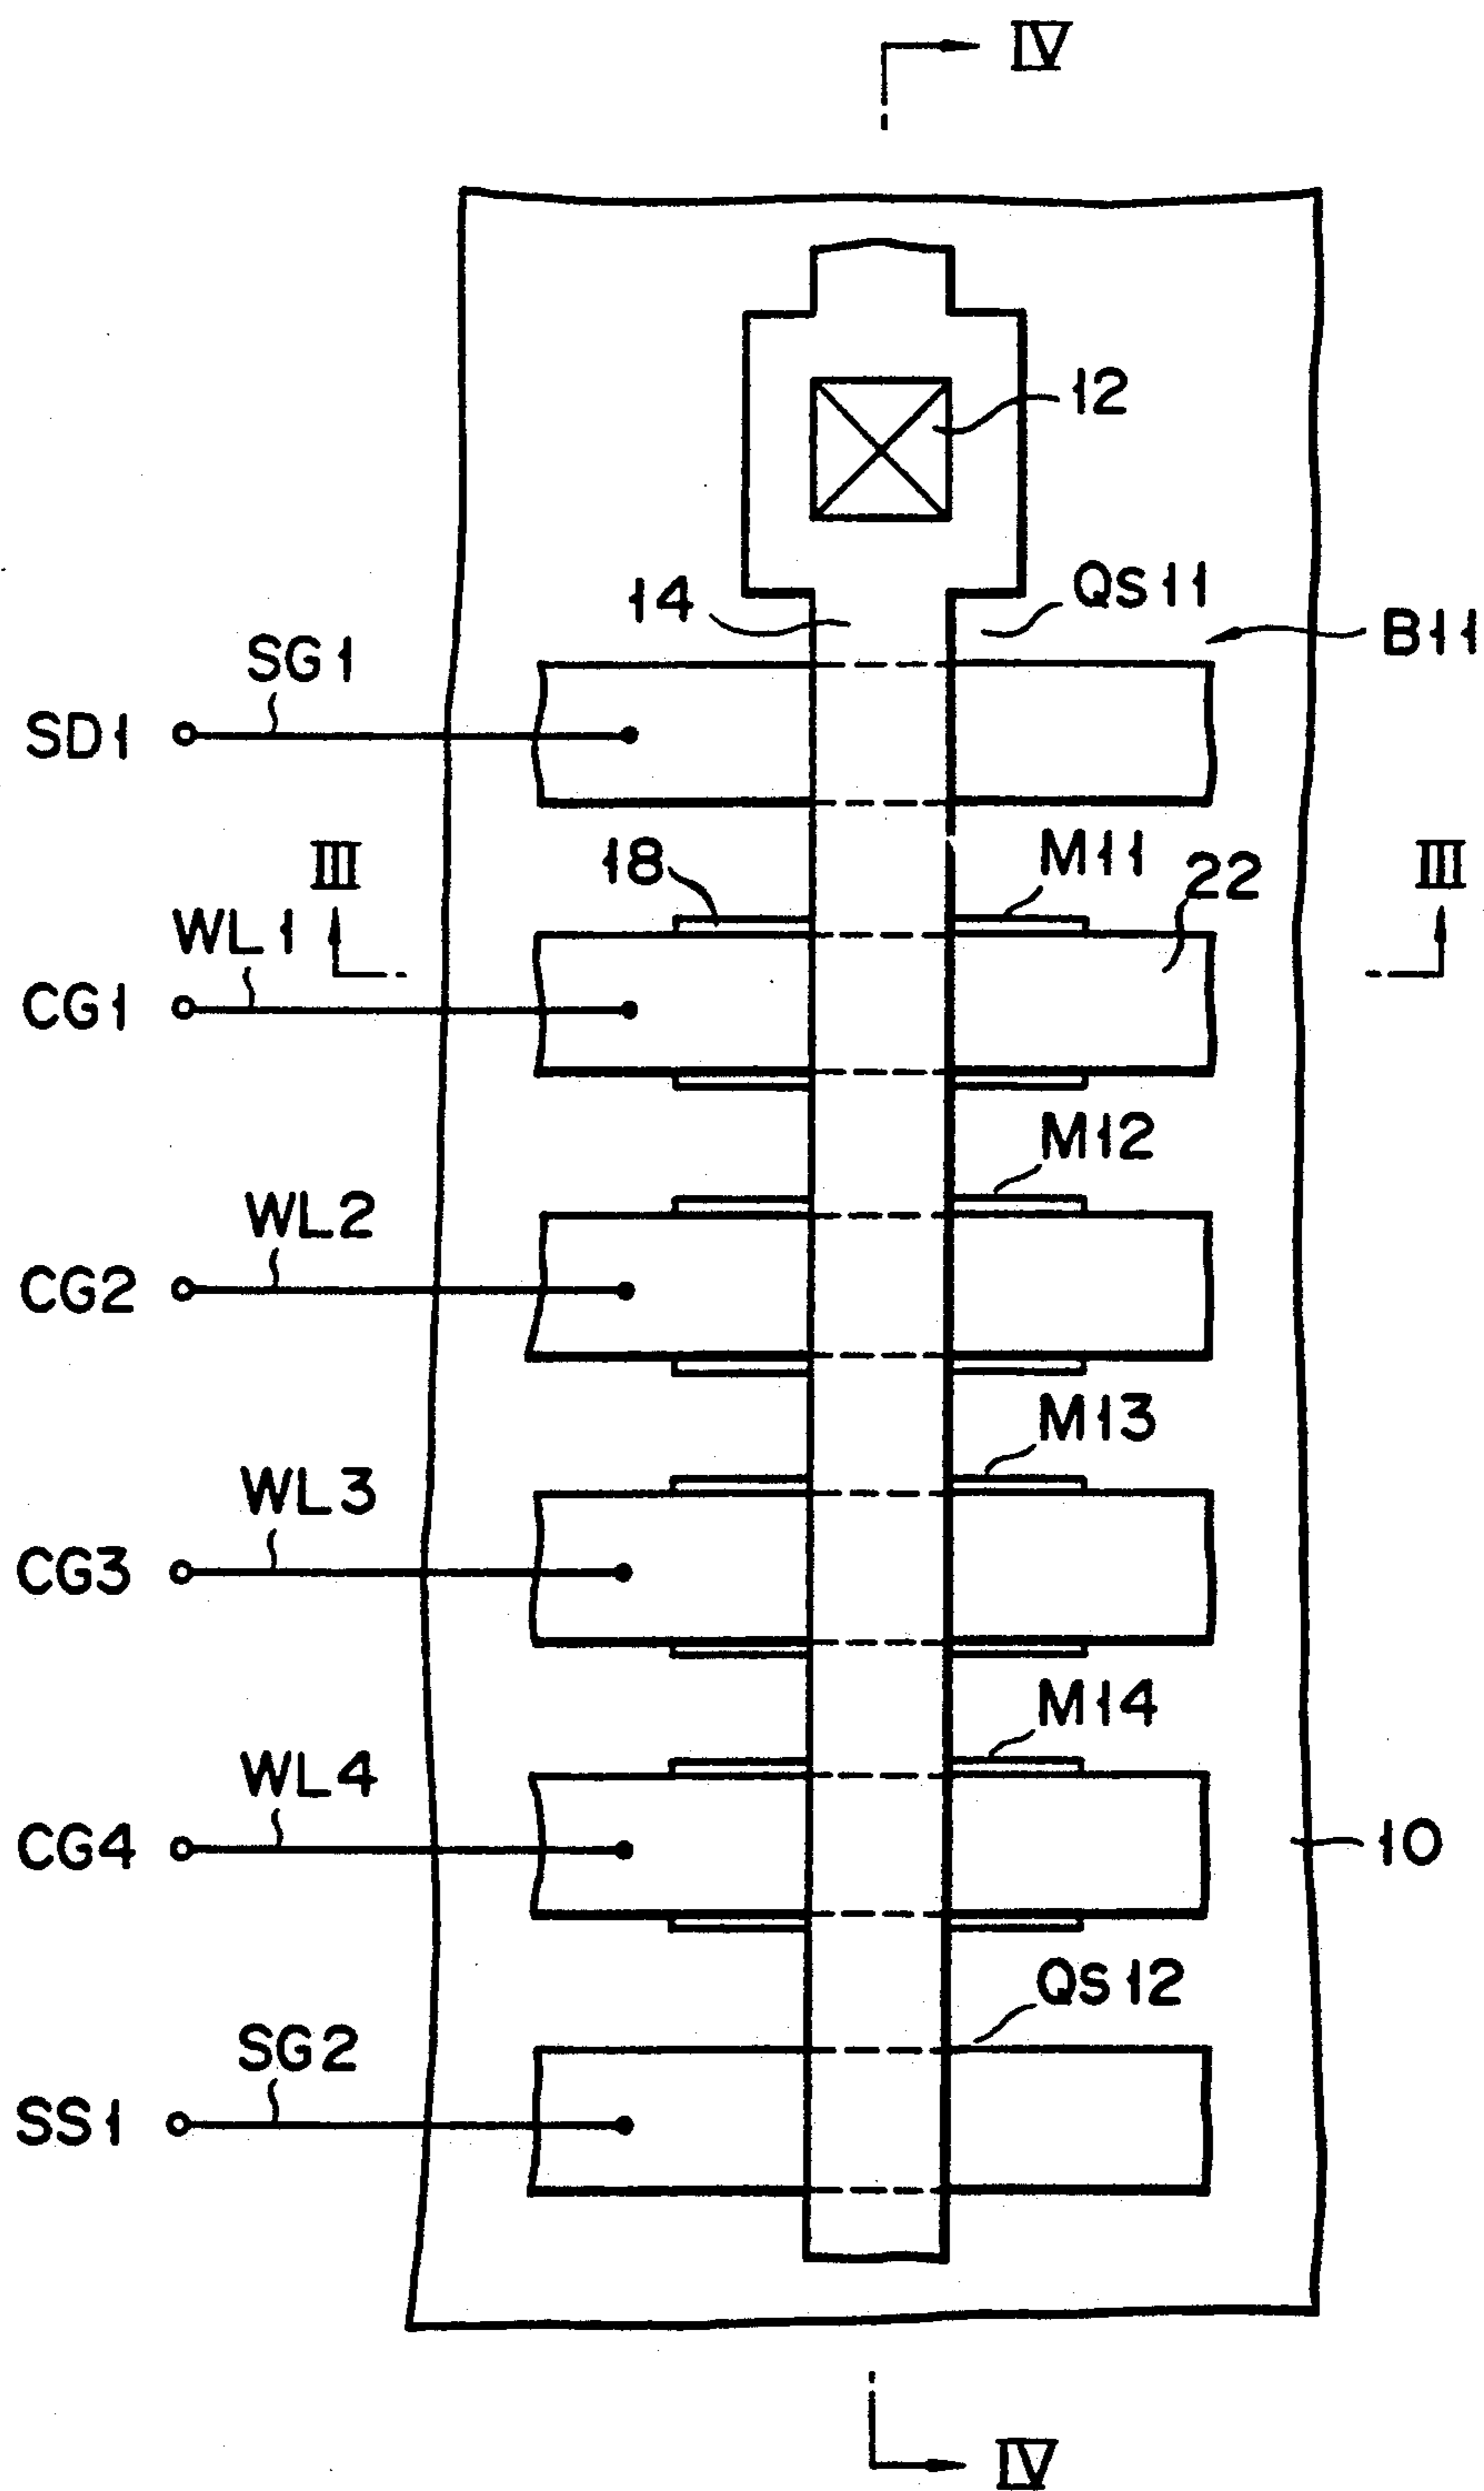 IV
12
14
QS11
B11
SG1
SD1
III
18
M11
22
III
WL1
CG1
M12
WL2
CG2
M13
WL3
CG3
M14
WL4
CG4
10
QS12
SG2
SS1
IV